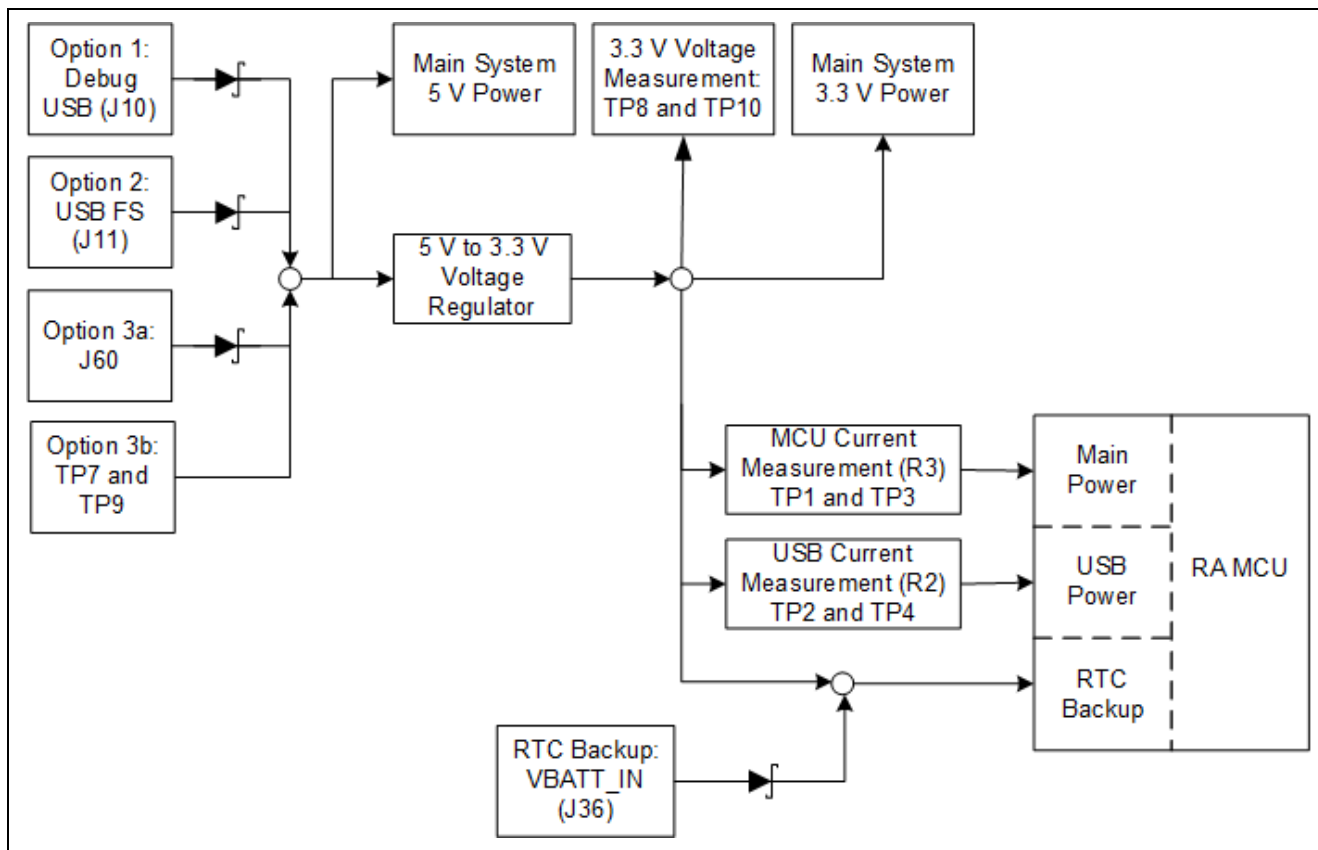 Option 1:
Debug
USB (J10)
Main System
5 V Power
3.3 V Voltage
Measurement:
TP8 and TP10
Main System
3.3 V Power
Option 2:
USB FS
(J11)
5 V to 3.3 V
Voltage
Regulator
Option 3a:
J60
Option 3b:
TP7 and
TP9
MCU Current
Measurement (R3)
TP1 and TP3
Main
Power
USB Current
Measurement (R2)
TP2 and TP4
USB
Power
RA MCU
RTC
Backup
RTC Backup:
VBATT_IN
(J36)